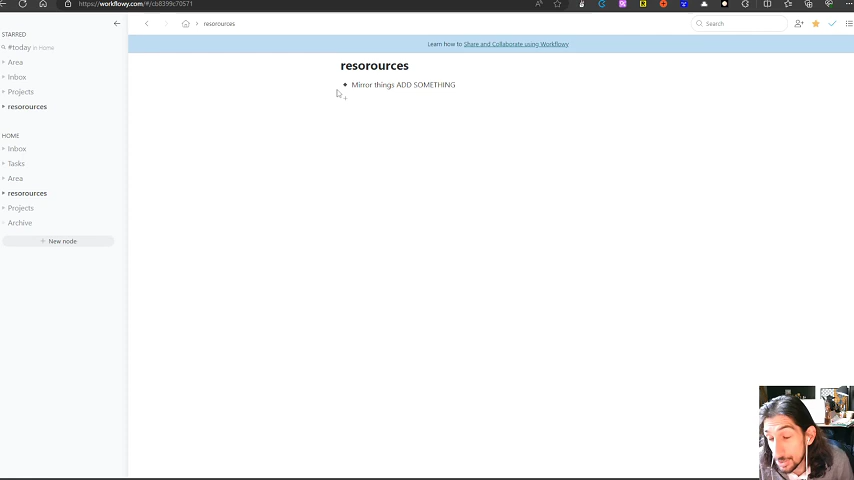 https://workflowy.com/#/cb8399c70571
resorources
Search
STARRED
#today in Home
Area
Inbox
Projects
resorources
HOME
Inbox
Tasks
Area
resorources
Projects
Archive
+ New node
Learn how to Share and Collaborate using Workflowy
resorources
Mirror things ADD SOMETHING